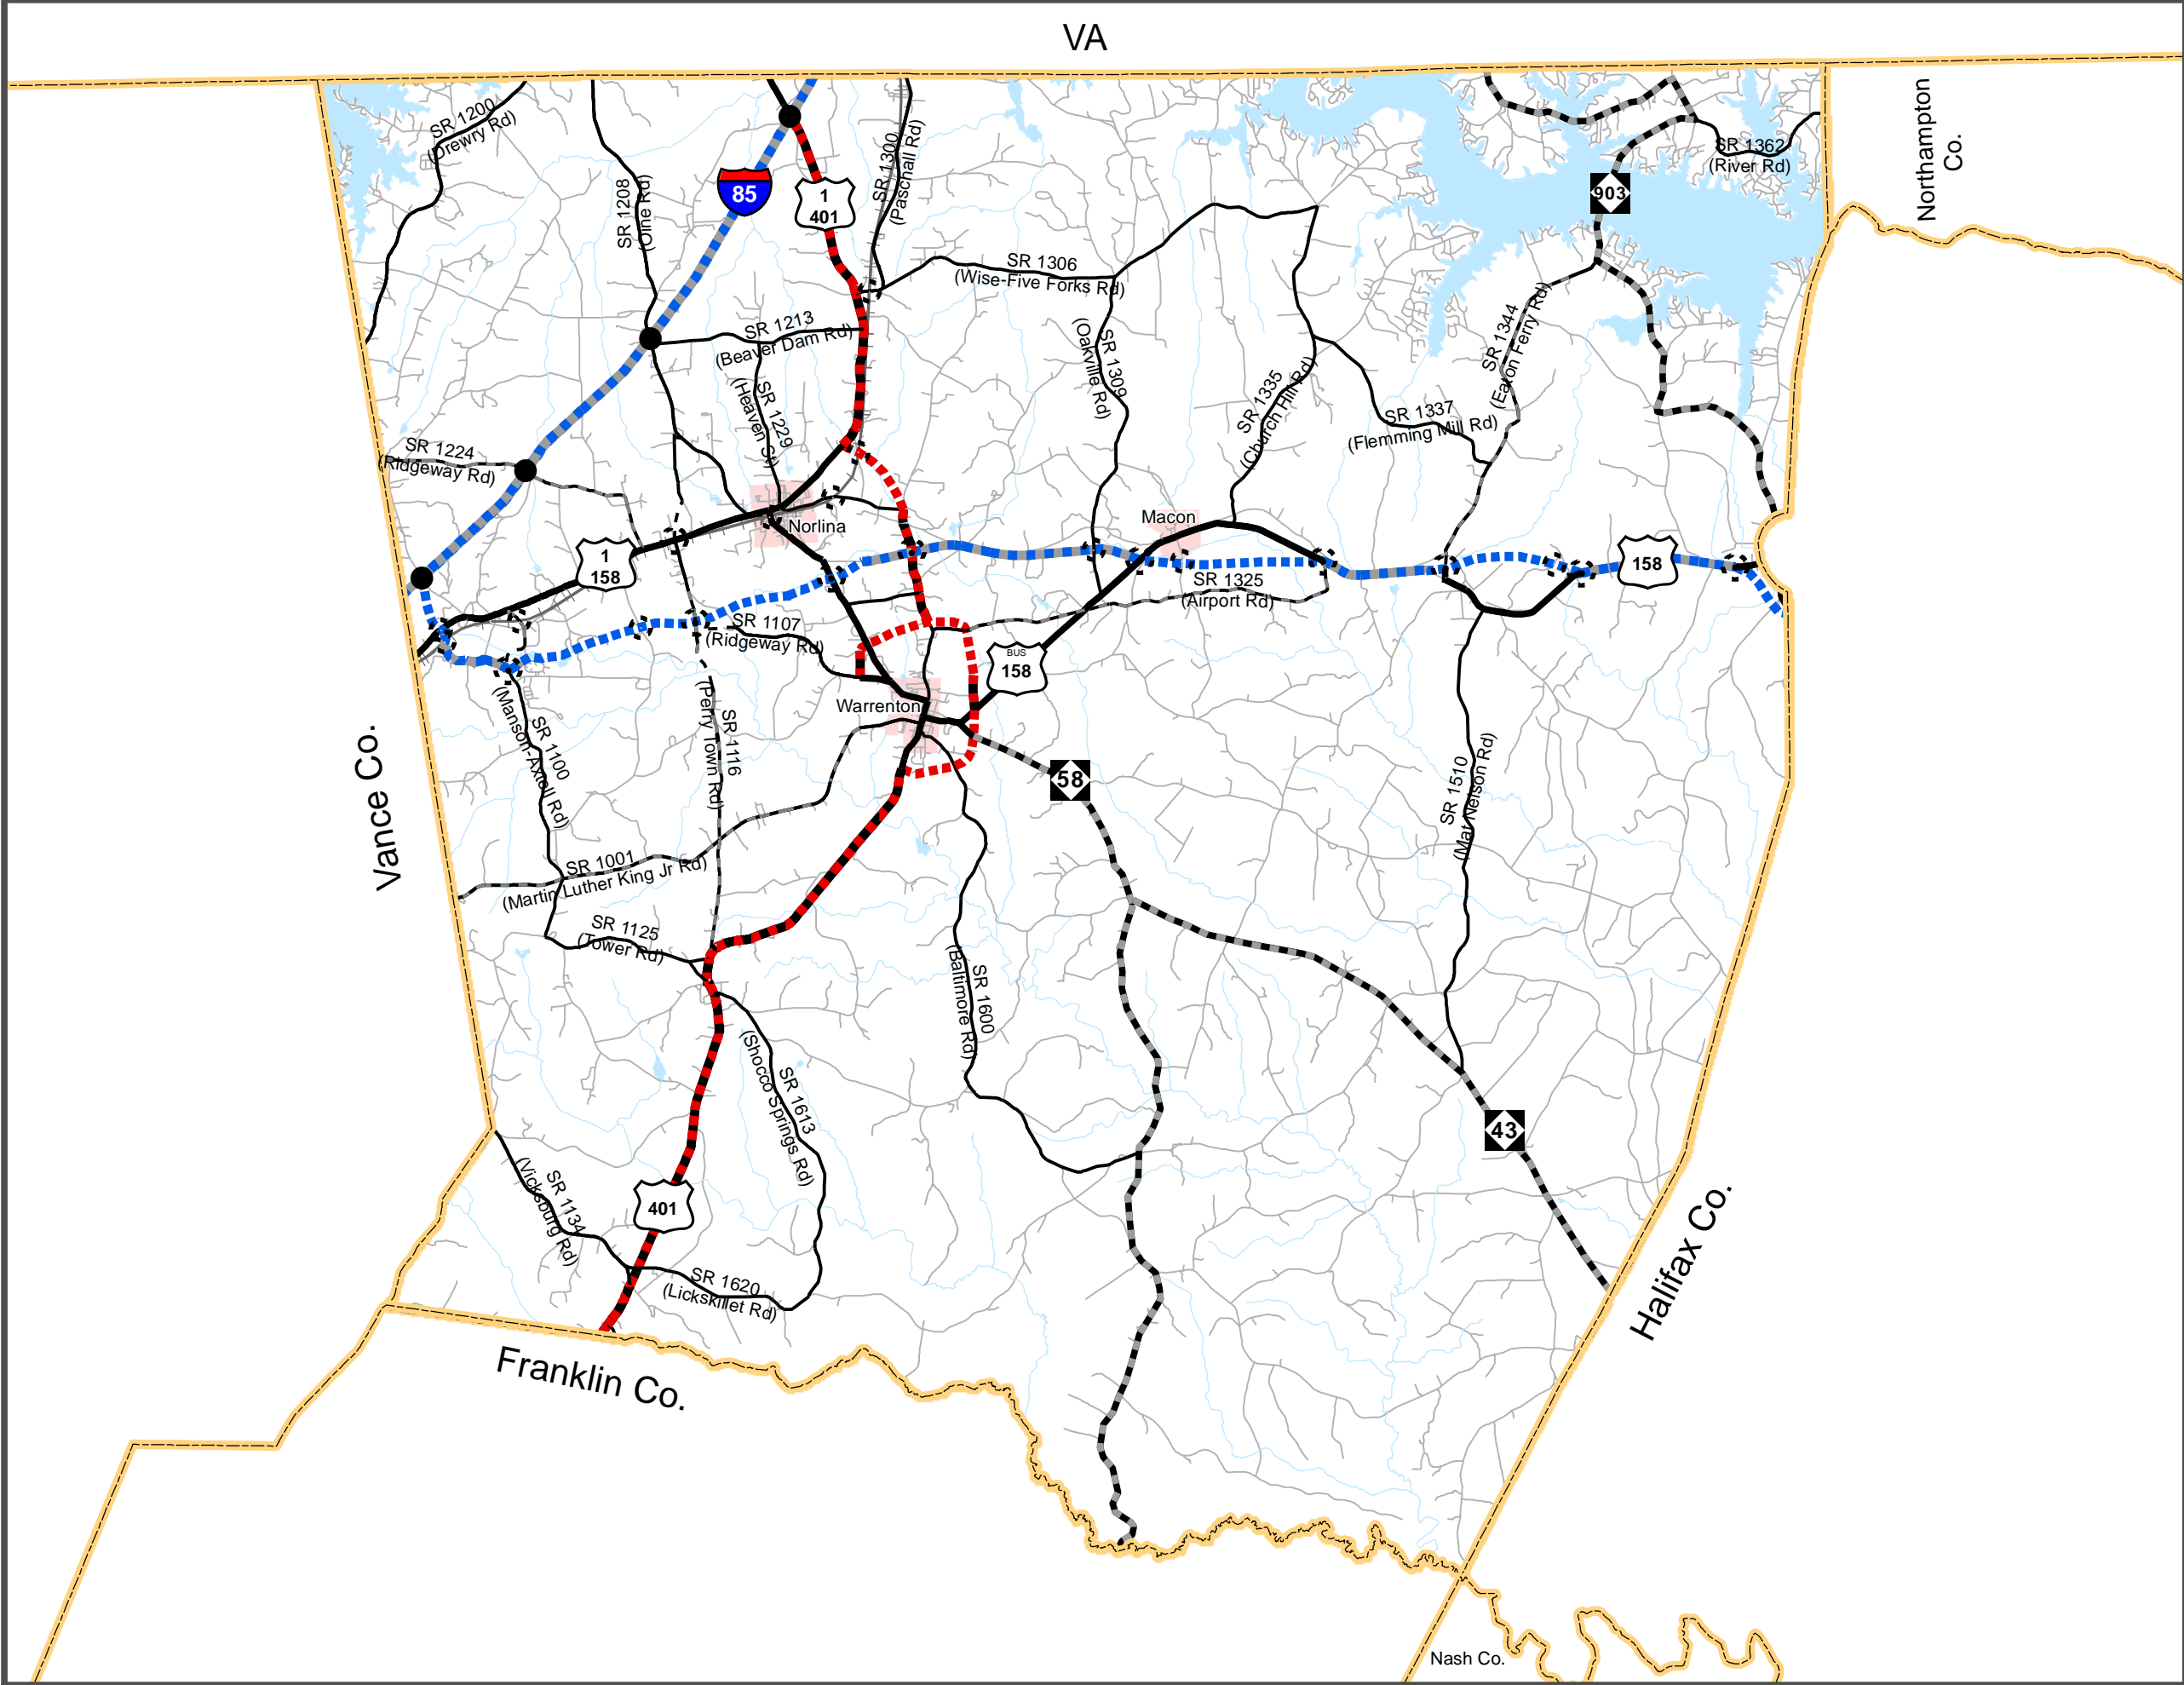 VA
Northampton
Co.
SR 1200
(Drewry Rd)
SR 1208
(Oine Rd)
85
1
401
SR 1300
(Paschall Rd)
903
SR 1362
(River Rd)
SR 1306
(Wise-Five Forks Rd)
SR 1213
(Beaver Dam Rd)
SR 1229
(Heaven St)
SR 1309
(Oakville Rd)
SR 1335
(Church Hill Rd)
SR 1344
(Eaton Ferry Rd)
SR 1337
(Flemming Mill Rd)
SR 1224
(Ridgeway Rd)
Norlina
Macon
1
158
158
SR 1325
(Airport Rd)
SR 1107
(Ridgeway Rd)
BUS
158
Warrenton
SR 1100
(Manson-Axtell Rd)
SR 1116
(Perry Town Rd)
58
SR 1510
(Mat Nelson Rd)
Vance Co.
SR 1001
(Martin Luther King Jr Rd)
SR 1125
(Tower Rd)
SR 1600
(Baltimore Rd)
SR 1613
(Shocco Springs Rd)
43
SR 1134
(Vicksburg Rd)
401
SR 1620
(Lickskillet Rd)
Halifax Co.
Franklin Co.
Nash Co.